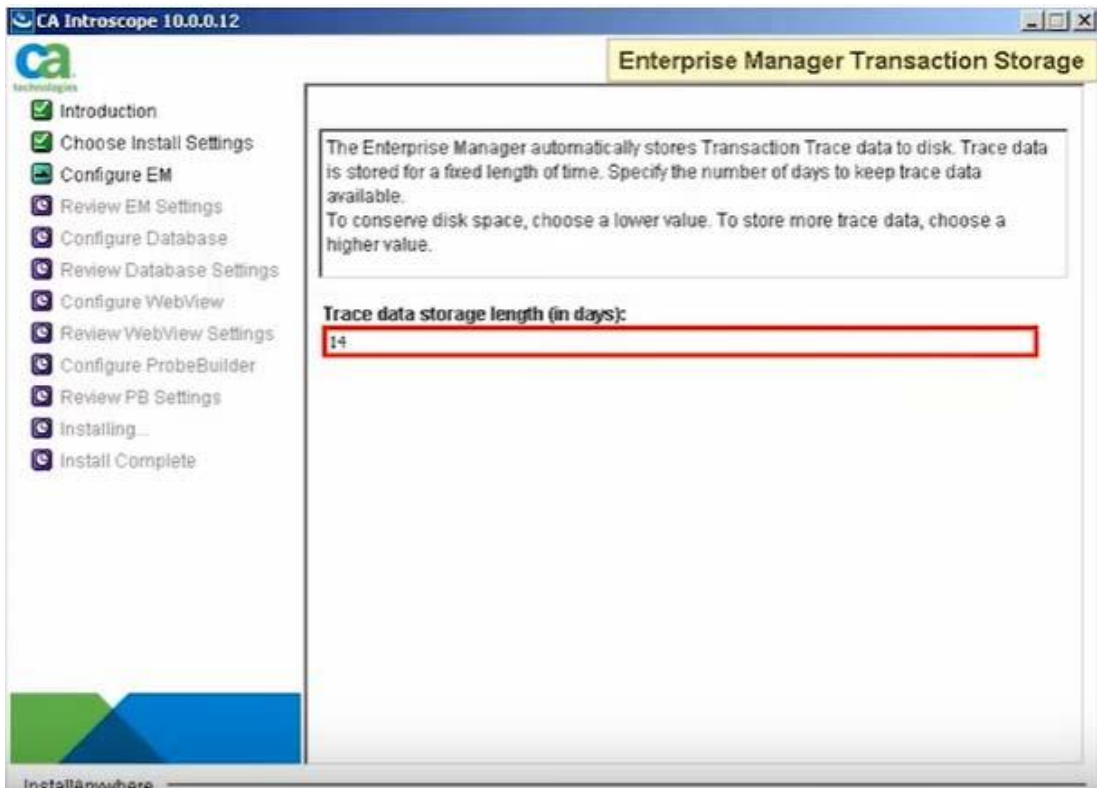 CA Introscope 10.0.0.12
ca
technologies
Enterprise Manager Transaction Storage
Introduction
Choose Install Settings
Configure EM
Review EM Settings
Configure Database
Review Database Settings
Configure WebView
Review WebView Settings
Configure ProbeBuilder
Review PB Settings
Installing...
Install Complete
The Enterprise Manager automatically stores Transaction Trace data to disk. Trace data
is stored for a fixed length of time. Specify the number of days to keep trace data
available.
To conserve disk space, choose a lower value. To store more trace data, choose a
higher value.
Trace data storage length (in days):
14
InstallAnywhere